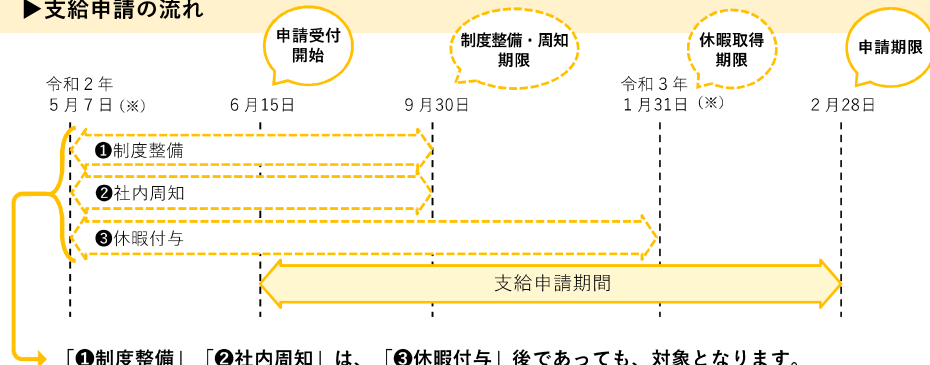 ▶支給申請の流れ
申請受付
開始
制度整備・周知
期限
休暇取得
期限
申請期限
令和2年
5月7日(※)
6月15日
9月30日
令和3年
1月31日(※)
2月28日
❶制度整備
❷社内周知
❸休暇付与
支給申請期間
「❶制度整備」「❷社内周知」は、「❸休暇付与」後であっても、対象となります。